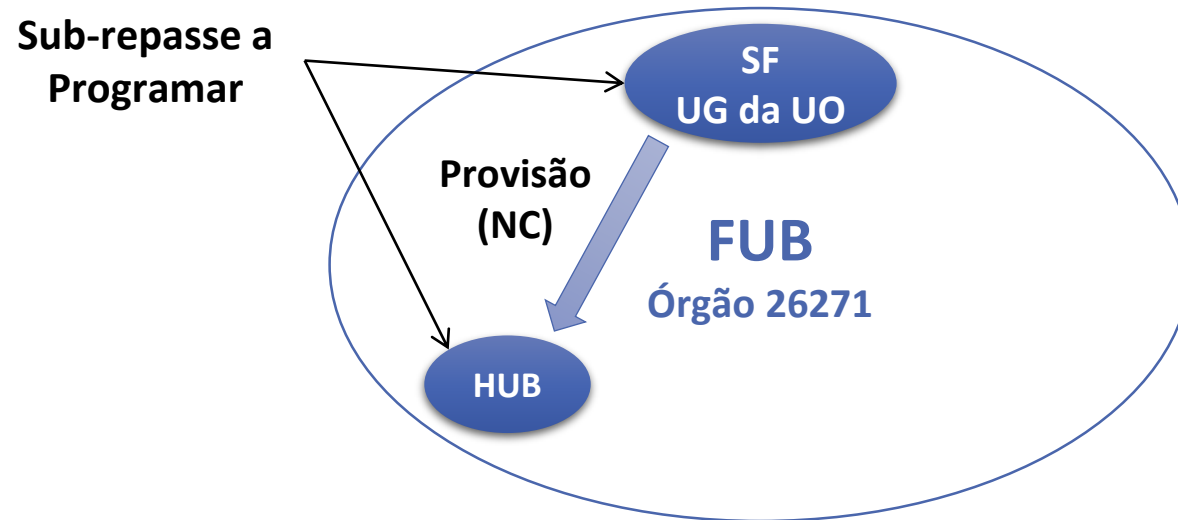 Sub-repasse a
Programar
SF
UG da UO
Provisão
(NC)
FUB
Órgão 26271
HUB